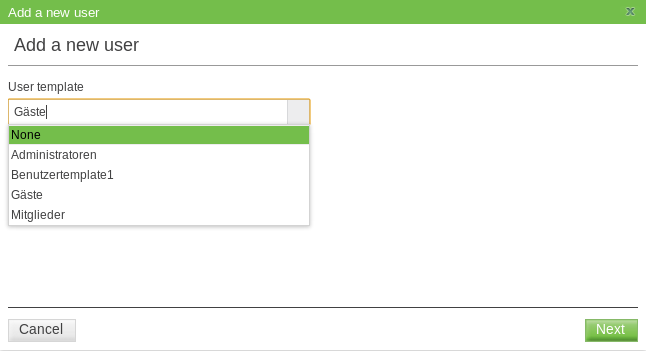 Add a new user
Add a new user
User template
Gäste
None
Administratoren
Benutzertemplate1
Gäste
Mitglieder
Cancel
Next